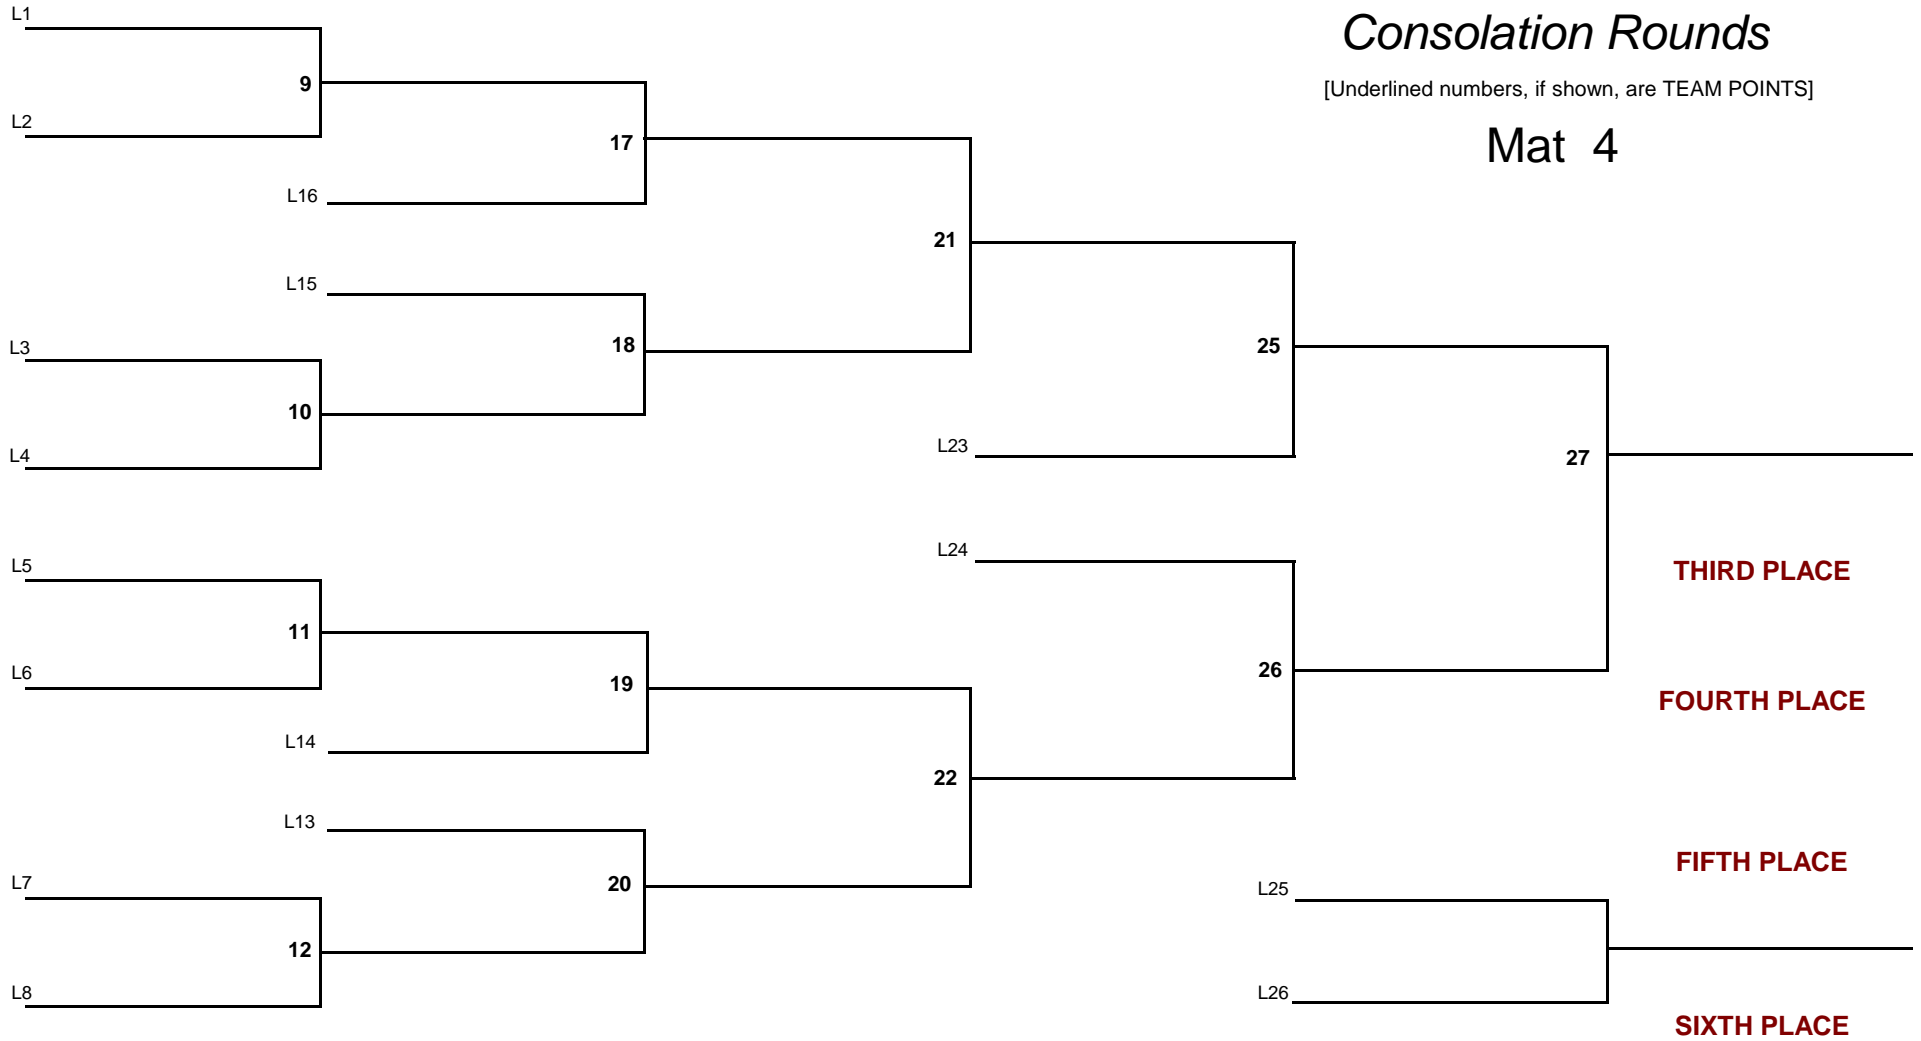 L1
Consolation Rounds
9
[Underlined numbers, if shown, are TEAM POINTS]
L2
17
Mat 4
L16
21
L15
L3
18
25
10
L4
L23
27
L5
L24
THIRD PLACE
11
L6
19
26
FOURTH PLACE
L14
22
L13
FIFTH PLACE
L7
20
L25
12
L8
L26
SIXTH PLACE